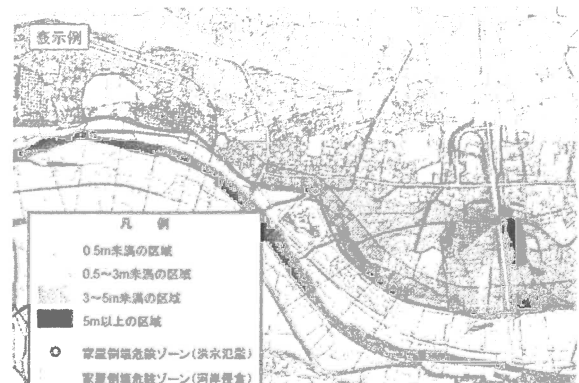 表示例
凡 例
0.5m未満の区域
0.5～3m未満の区域
3～5m未満の区域
5m以上の区域
家屋倒壊危険ゾーン(洪水氾濫)
家屋倒壊危険ゾーン(河岸侵食)